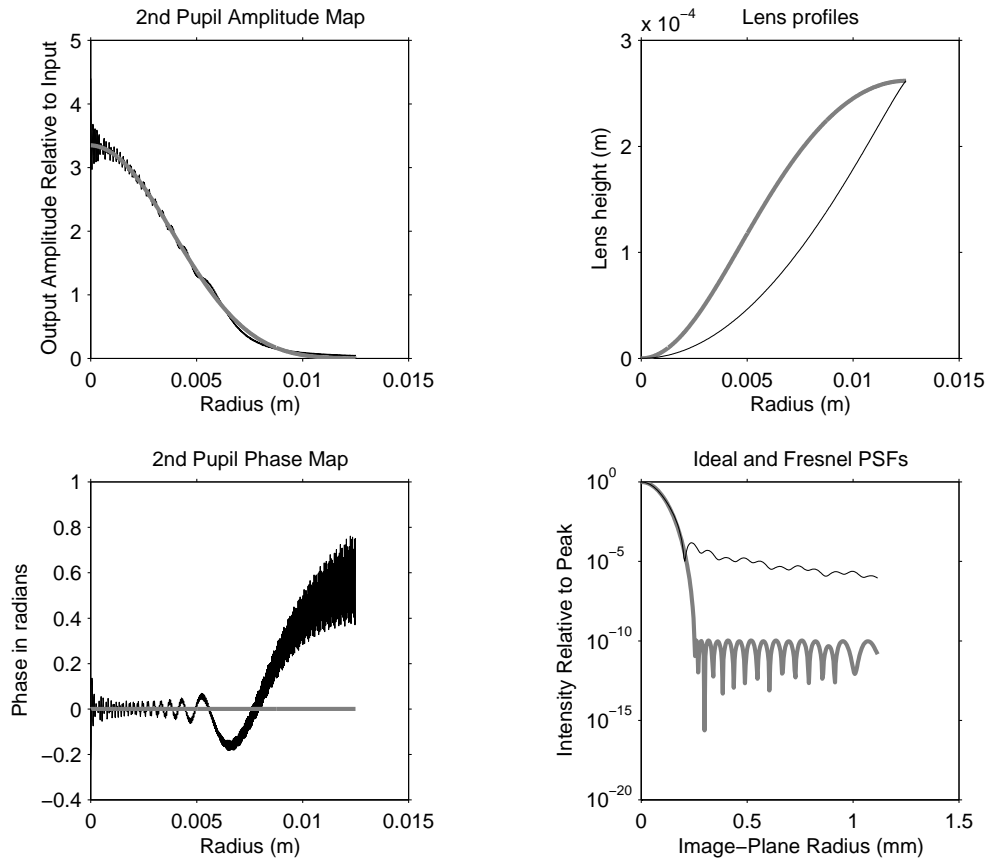 2nd Pupil Amplitude Map
Output Amplitude Relative to Input
5
4
3
2
1
0
0 0.005 0.01 0.015
Radius (m)
Lens profiles
x 10^−4
Lens height (m)
3
2
1
0
0 0.005 0.01 0.015
Radius (m)
2nd Pupil Phase Map
Phase in radians
1
0.8
0.6
0.4
0.2
0
−0.2
−0.4
0 0.005 0.01 0.015
Radius (m)
Ideal and Fresnel PSFs
Intensity Relative to Peak
10^0
10^−5
10^−10
10^−15
10^−20
0 0.5 1 1.5
Image−Plane Radius (mm)